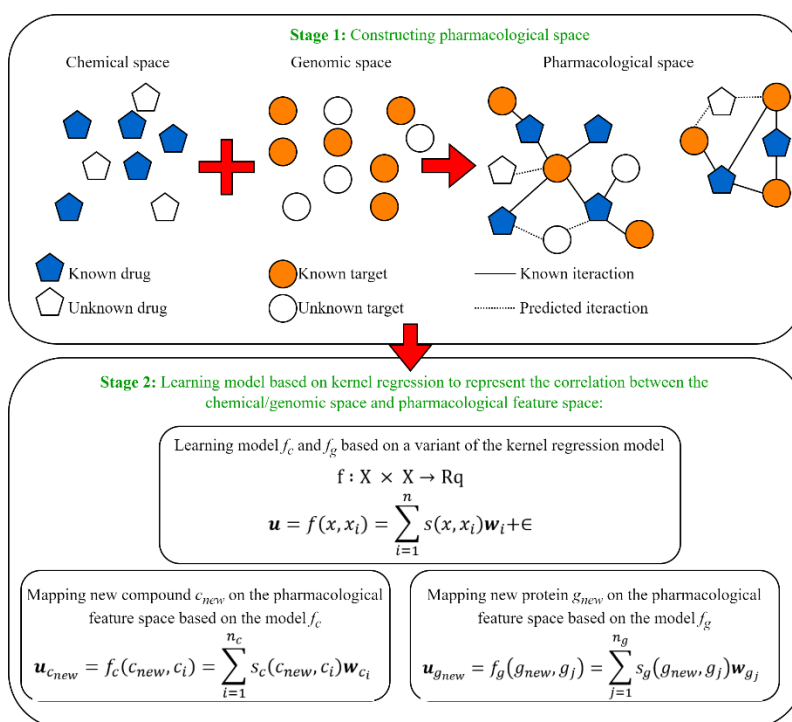 Stage 1: Constructing pharmacological space
Chemical space
Genomic space
Pharmacological space
Known drug
Known target
Known iteraction
Unknown drug
Unknown target
Predicted iteraction
Stage 2: Learning model based on kernel regression to represent the correlation between the
chemical/genomic space and pharmacological feature space:
Learning model f_c and f_g based on a variant of the kernel regression model
f : X × X → Rq
u = f(x, x_i) = ∑_{i=1}^{n} s(x, x_i)w_i+∈
Mapping new compound c_new on the pharmacological
feature space based on the model f_c
u_{c_new} = f_c(c_new, c_i) = ∑_{i=1}^{n_c} s_c(c_new, c_i)w_{c_i}
Mapping new protein g_new on the pharmacological
feature space based on the model f_g
u_{g_new} = f_g(g_new, g_j) = ∑_{j=1}^{n_g} s_g(g_new, g_j)w_{g_j}